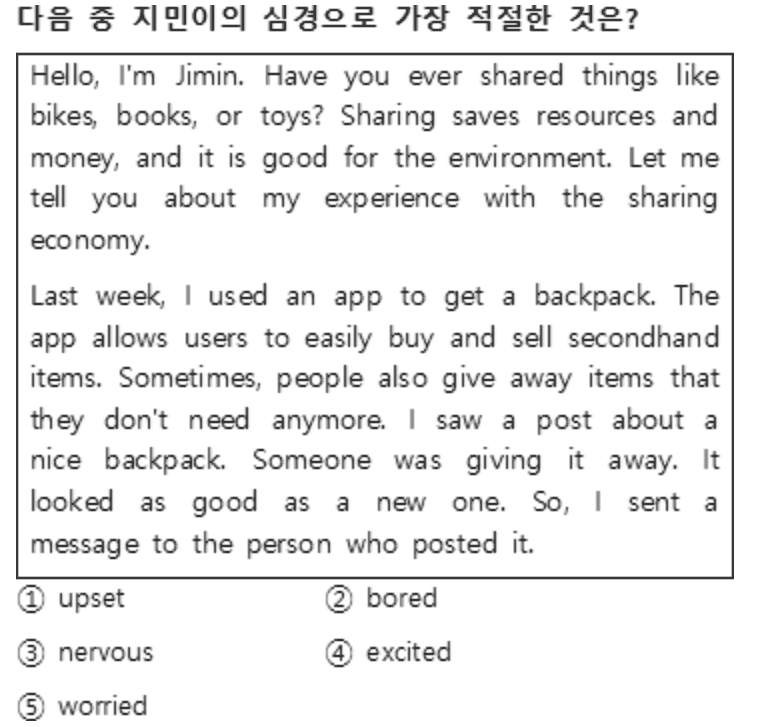 다음 중 지민이의 심경으로 가장 적절한 것은?
Hello, I'm Jimin. Have you ever shared things like
bikes, books, or toys? Sharing saves resources and
money, and it is good for the environment. Let me
tell you about my experience with the sharing
economy.
Last week, I used an app to get a backpack. The
app allows users to easily buy and sell secondhand
items. Sometimes, people also give away items that
they don't need anymore. I saw a post about a
nice backpack. Someone was giving it away. It
looked as good as a new one. So, I sent a
message to the person who posted it.
① upset ② bored
③ nervous ④ excited
⑤ worried